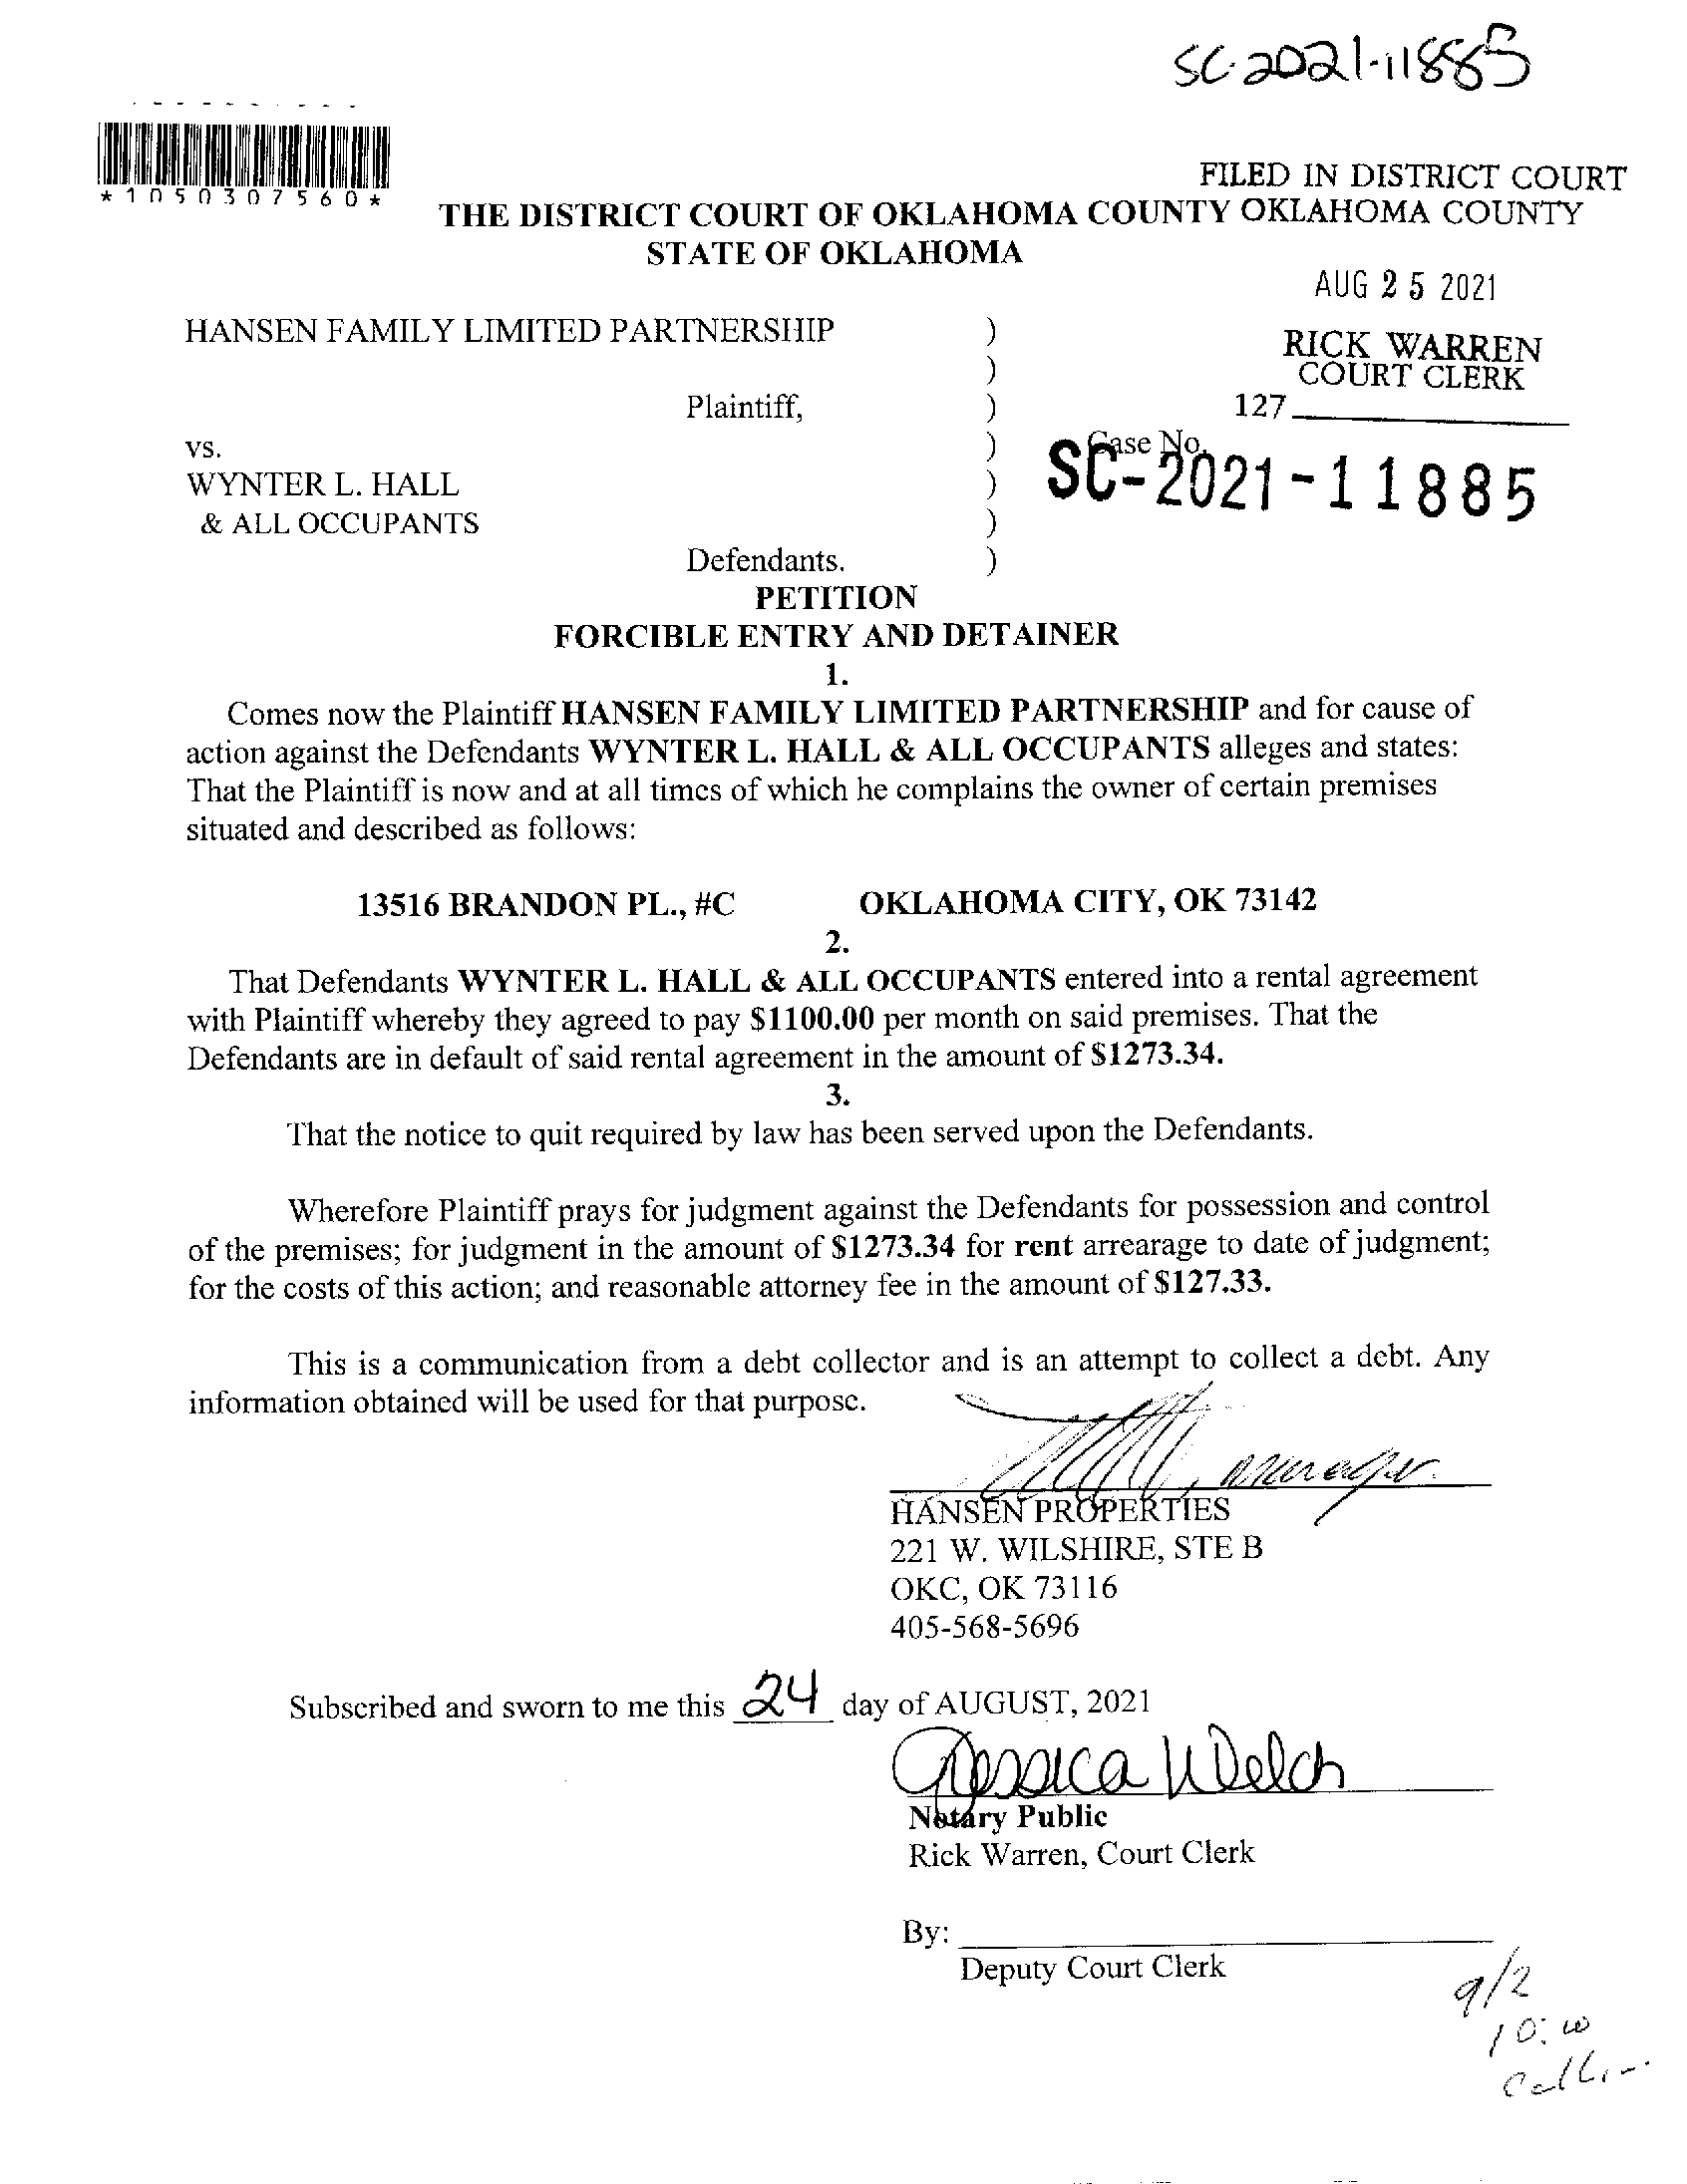 SC-2021-11885
*1050307560*
FILED IN DISTRICT COURT
THE DISTRICT COURT OF OKLAHOMA COUNTY OKLAHOMA COUNTY
STATE OF OKLAHOMA
AUG 25 2021
HANSEN FAMILY LIMITED PARTNERSHIP )
RICK WARREN
COURT CLERK
)
Plaintiff, )
127
vs. )
Case No.
SC-2021-11885
WYNTER L. HALL )
& ALL OCCUPANTS )
Defendants. )
PETITION
FORCIBLE ENTRY AND DETAINER
1.
Comes now the Plaintiff HANSEN FAMILY LIMITED PARTNERSHIP and for cause of
action against the Defendants WYNTER L. HALL & ALL OCCUPANTS alleges and states:
That the Plaintiff is now and at all times of which he complains the owner of certain premises
situated and described as follows:
13516 BRANDON PL., #C OKLAHOMA CITY, OK 73142
2.
That Defendants WYNTER L. HALL & ALL OCCUPANTS entered into a rental agreement
with Plaintiff whereby they agreed to pay $1100.00 per month on said premises. That the
Defendants are in default of said rental agreement in the amount of $1273.34.
3.
That the notice to quit required by law has been served upon the Defendants.
Wherefore Plaintiff prays for judgment against the Defendants for possession and control
of the premises; for judgment in the amount of $1273.34 for rent arrearage to date of judgment;
for the costs of this action; and reasonable attorney fee in the amount of $127.33.
This is a communication from a debt collector and is an attempt to collect a debt. Any
information obtained will be used for that purpose.
, manager
HANSEN PROPERTIES
221 W. WILSHIRE, STE B
OKC, OK 73116
405-568-5696
Subscribed and sworn to me this 24 day of AUGUST, 2021
Jessica Welch
Notary Public
Rick Warren, Court Clerk
By:
Deputy Court Clerk
9/2
10:00